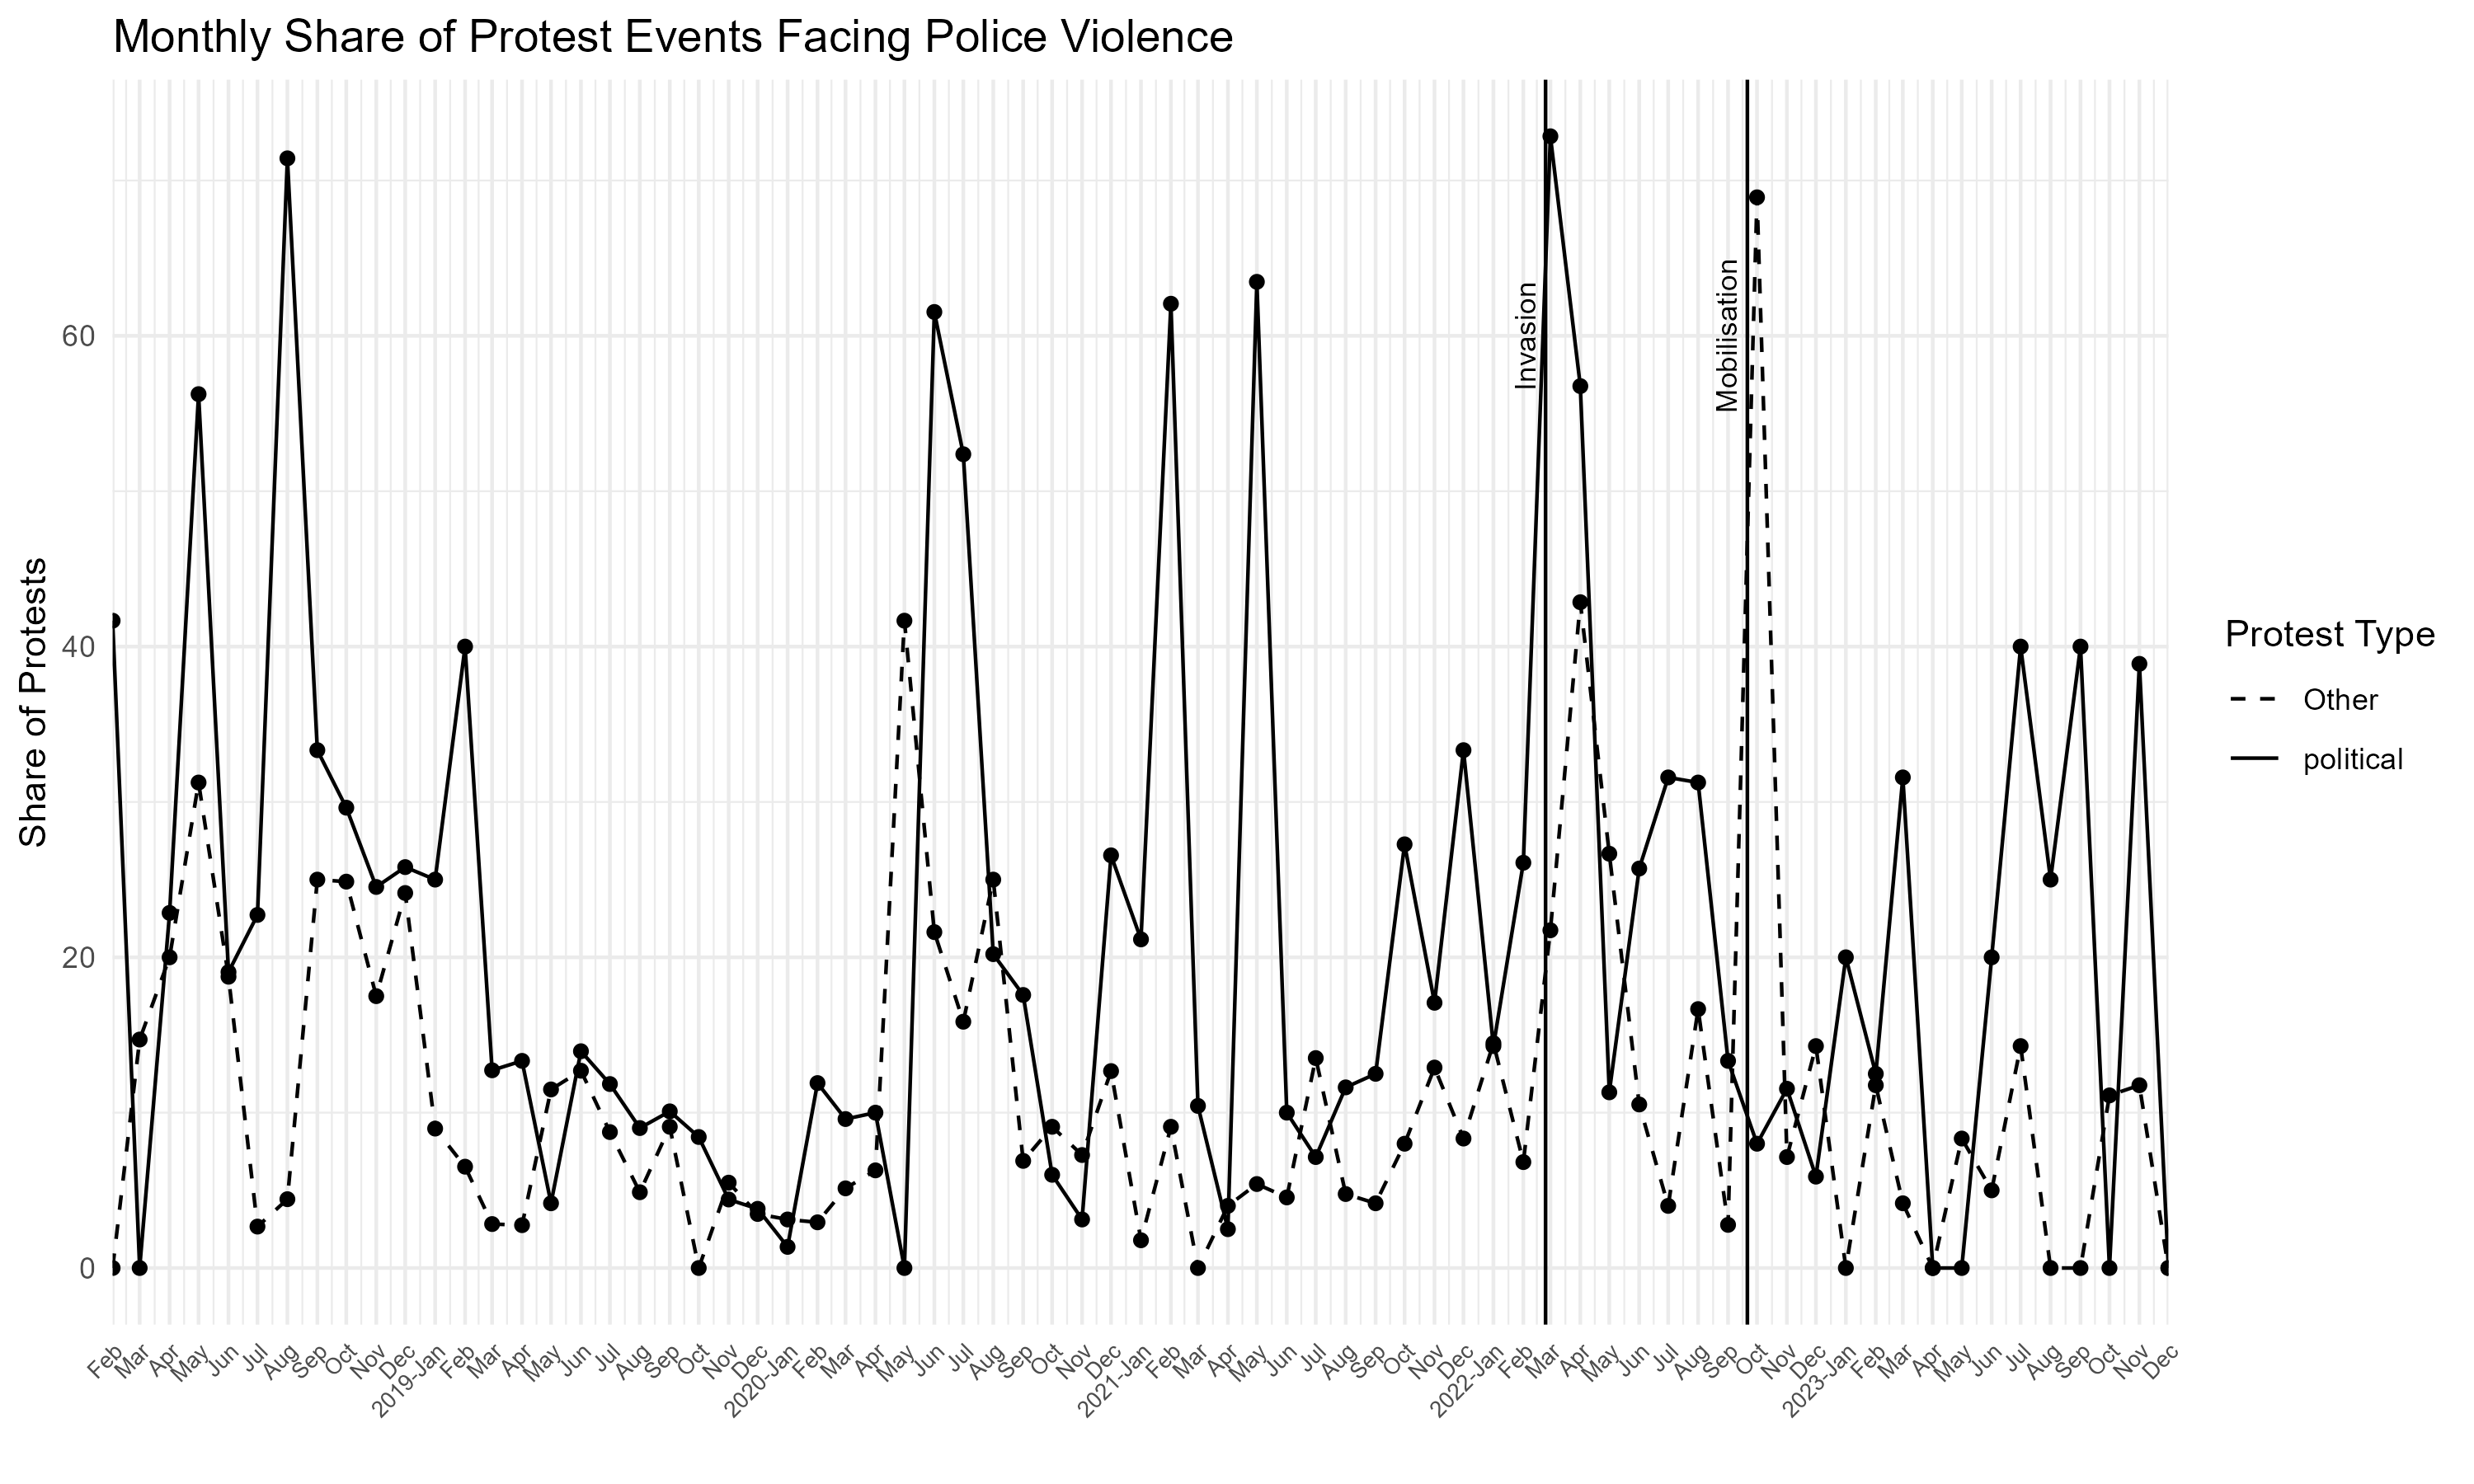 Monthly Share of Protest Events Facing Police Violence
Share of Protests
60
40
20
0
Invasion
Mobilisation
Feb
Mar
Apr
May
Jun
Jul
Aug
Sep
Oct
Nov
Dec
2019-Jan
Feb
Mar
Apr
May
Jun
Jul
Aug
Sep
Oct
Nov
Dec
2020-Jan
Feb
Mar
Apr
May
Jun
Jul
Aug
Sep
Oct
Nov
Dec
2021-Jan
Feb
Mar
Apr
May
Jun
Jul
Aug
Sep
Oct
Nov
Dec
2022-Jan
Feb
Mar
Apr
May
Jun
Jul
Aug
Sep
Oct
Nov
Dec
2023-Jan
Feb
Mar
Apr
May
Jun
Jul
Aug
Sep
Oct
Nov
Dec
Protest Type
Other
political